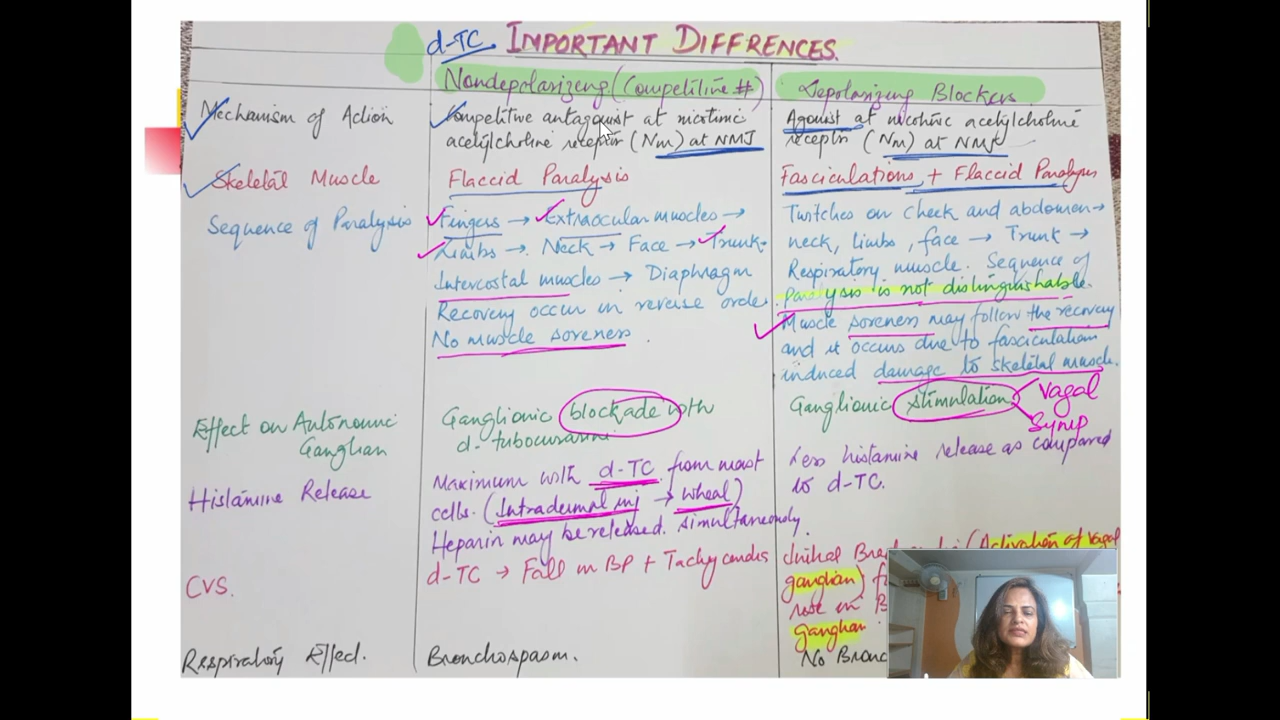 d-TC. IMPORTANT DIFFRENCES.
Nondepolarizing (Competitive #)
Depolarizing Blockers
Mechanism of Action
Competitive antagonist at nicotinic
acetylcholine receptor (Nm) at NMJ
Agonist at nicotinic acetylcholine
receptor (Nm) at NMJ
Skeletal Muscle
Flaccid Paralysis
Fasciculations + Flaccid Paralysis
Sequence of Paralysis
Fingers → Extraocular muscles →
Limbs → Neck → Face → Trunk-
Intercostal muscles → Diaphragm
Recovery occur in reverse order
No muscle soreness.
Twitches on cheek and abdomen→
neck, limbs, face → Trunk →
Respiratory muscle. Sequence of
Paralysis is not distinguishable.
Muscle soreness may follow the recovery
and it occurs due to fasciculation
induced damage to skeletal muscle.
Effect on Autonomic
Ganglian
Ganglionic blockade with
d-tubocurarine
Ganglionic stimulation
Vagal
Symp
Histamine Release
Maximum with d-TC from mast
cells. (Intradermal inj → wheal)
Heparin may be released simultaneously.
Less histamine release as compared
to d-TC.
CVS.
d-TC → Fall in BP + Tachycardia
Initial (Activation of Vagal
ganglian)
rise in B
ganglian
Respiratory Effect.
Bronchospasm.
No Bronc